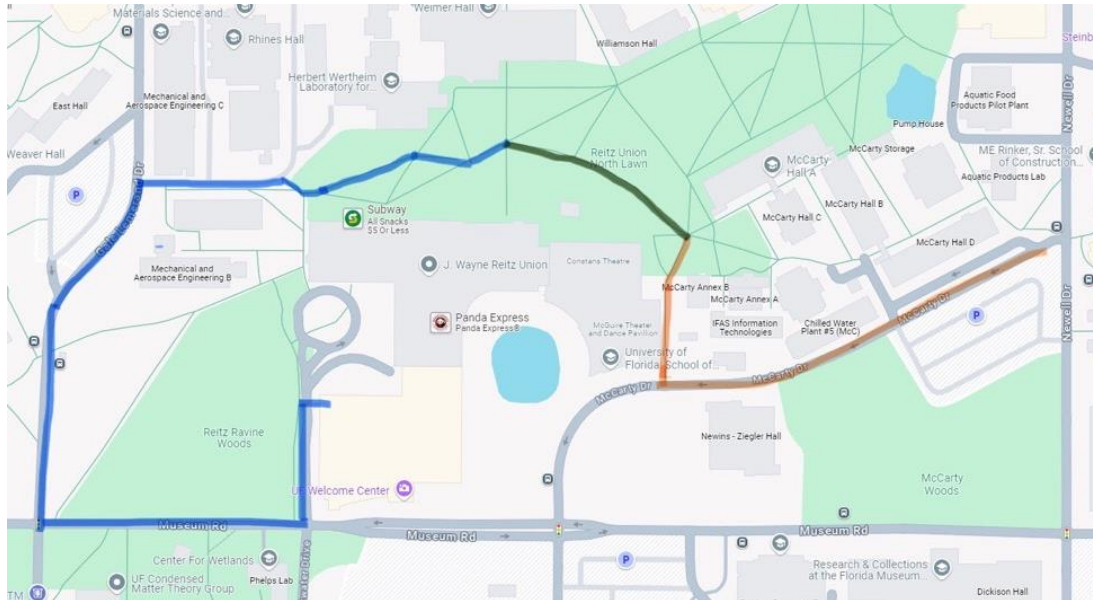 Materials Science and...
Rhines Hall
Weimer Hall
Williamson Hall
Herbert Wertheim
Laboratory for...
East Hall
Mechanical and
Aerospace Engineering C
Weaver Hall
P
Subway
All Snacks
$5 Or Less
Reitz Union
North Lawn
Pump House
McCarty Storage
McCarty
Hall A
McCarty Hall B
McCarty Hall C
McCarty Hall D
Aquatic Food
Products Pilot Plant
ME Rinker, Sr. School
of Construction...
Aquatic Products Lab
Steinb
Newell Dr
Newell Dr
Mechanical and
Aerospace Engineering B
J. Wayne Reitz Union
Constans Theatre
McCarty Annex B
McCarty Annex A
Panda Express
Panda Express®
McGuire Theater
and Dance Pavilion
IFAS Information
Technologies
Chilled Water
Plant #5 (McC)
McCarty Dr
P
University of
Florida, School of...
McCarty Dr
McCarty Dr
Reitz Ravine
Woods
Newins - Ziegler Hall
McCarty
Woods
UF Welcome Center
Museum Rd
Museum Rd
Museum Rd
Center For Wetlands
Phelps Lab
UF Condensed
Matter Theory Group
TM
P
Research & Collections
at the Florida Museum...
Dickison Hall